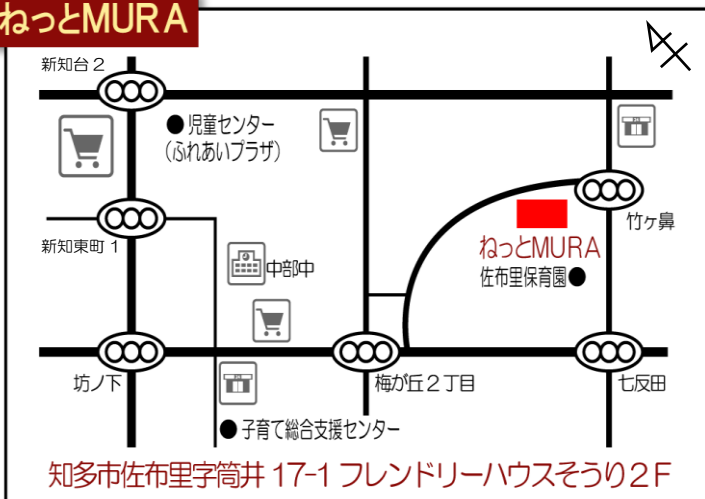 ねっとMURA
新知台2
●児童センター
(ふれあいプラザ)
竹ヶ鼻
新知東町1
ねっとMURA
佐布里保育園●
中部中
坊ノ下
梅が丘2丁目
七反田
●子育て総合支援センター
知多市佐布里字筒井 17-1 フレンドリーハウスそうり2F